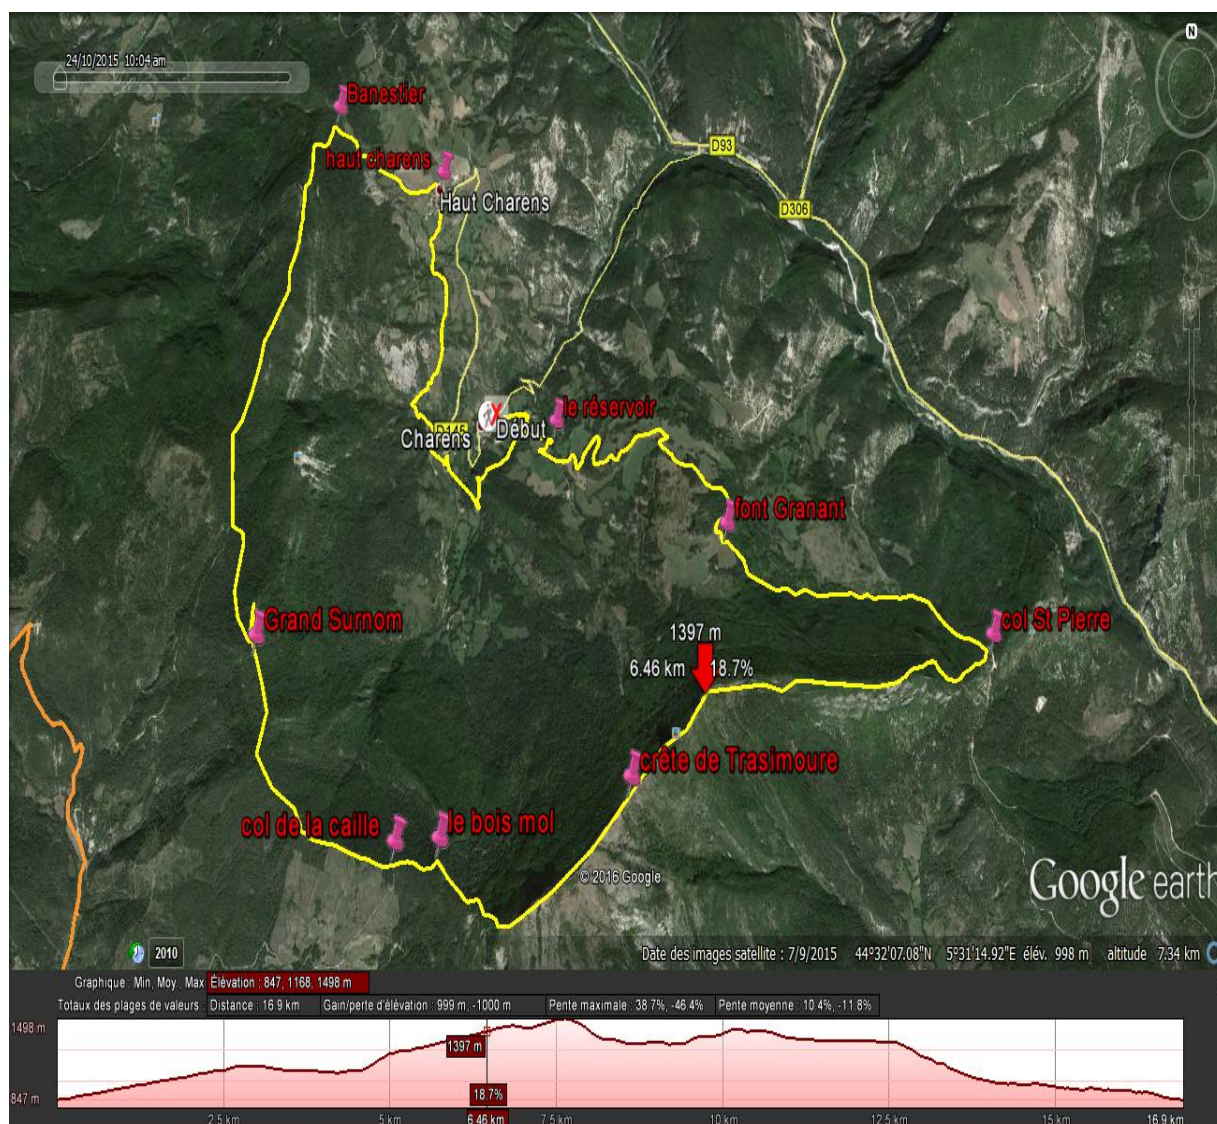 24/10/2015 10:04 am
N
Banestier
haut charens
Haut Charens
D93
D306
le réservoir
Début
D145
Charens
font Granant
Grand Surnom
col St Pierre
1397 m
6.46 km 18.7%
crête de Trasimoure
col de la caille
le bois mol
© 2016 Google
Google earth
2010
Date des images satellite : 7/9/2015 44°32'07.08"N 5°31'14.92"E élév. 998 m altitude 7.34 km
Graphique : Min, Moy., Max Élévation : 847, 1168, 1498 m
Totaux des plages de valeurs : Distance : 16.9 km Gain/perte d'élévation : 999 m, -1000 m Pente maximale : 38.7%, -46.4% Pente moyenne : 10.4%, -11.8%
1498 m
1397 m
847 m
18.7%
2.5 km 5 km 6.46 km 7.5 km 10 km 12.5 km 15 km 16.9 km